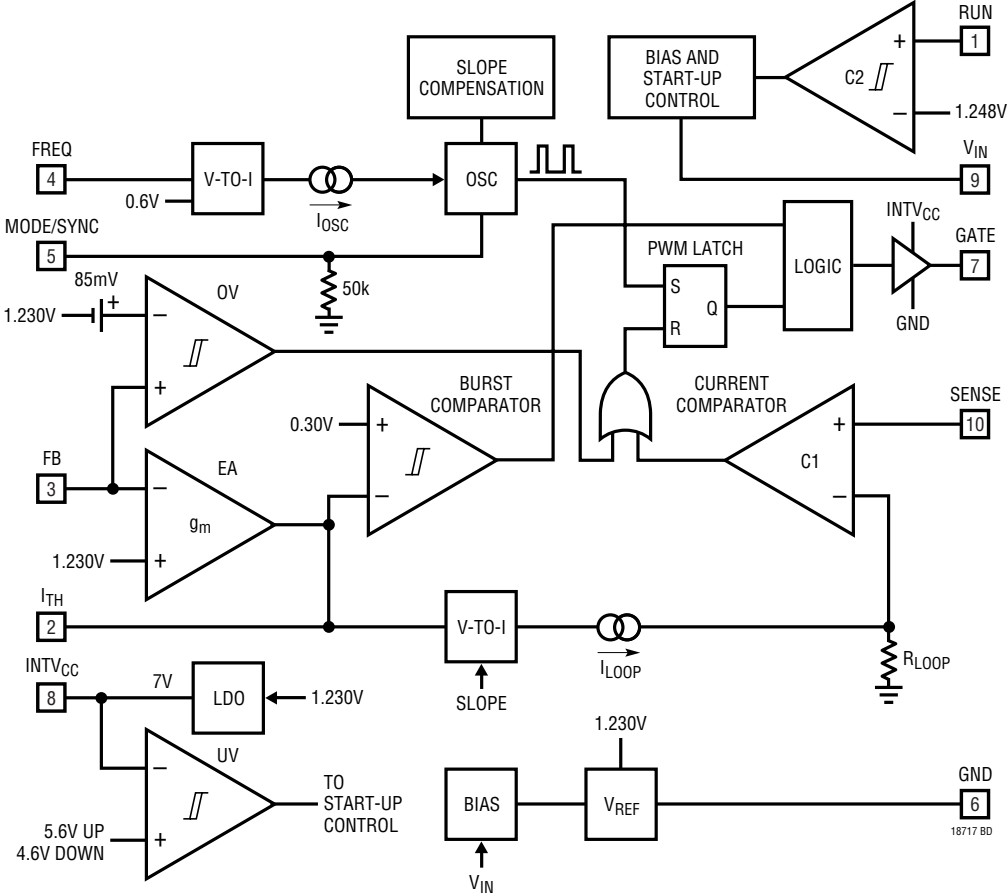 RUN
1
SLOPE
COMPENSATION
BIAS AND
START-UP
CONTROL
+
C2
–
1.248V
FREQ
4
V-TO-I
0.6V
IOSC
OSC
VIN
9
MODE/SYNC
5
50k
PWM LATCH
S
R
Q
LOGIC
INTVCC
GATE
7
GND
85mV
+
1.230V
–
OV
+
BURST
COMPARATOR
0.30V
+
–
CURRENT
COMPARATOR
SENSE
10
+
C1
–
FB
3
–
EA
gm
1.230V
+
ITH
2
V-TO-I
SLOPE
ILOOP
RLOOP
INTVCC
8
7V
LDO
1.230V
UV
–
+
5.6V UP
4.6V DOWN
TO
START-UP
CONTROL
1.230V
BIAS
VIN
VREF
GND
6
18717 BD